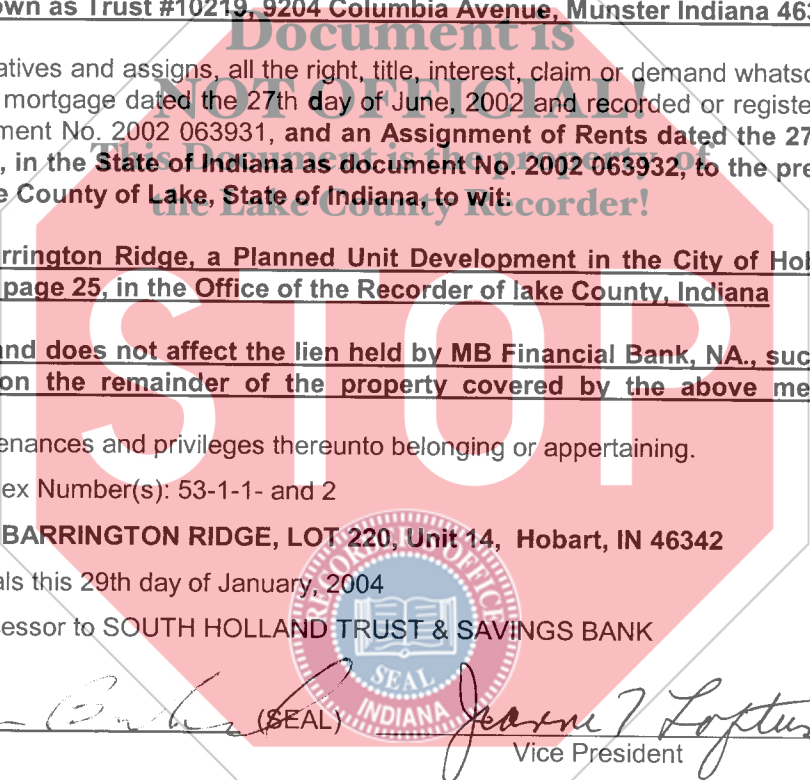 own as Trust #10219, 9204 Columbia Avenue, Munster Indiana 463
Document is
atives and assigns, all the right, title, interest, claim or demand whatso
NOT OFFICIAL!
mortgage dated the 27th day of June, 2002 and recorded or registe
ment No. 2002 063931, and an Assignment of Rents dated the 27
This Document is the property of
, in the State of Indiana as document No. 2002 063932, to the pre
e County of Lake, State of Indiana, to wit:
the Lake County Recorder!
rrington Ridge, a Planned Unit Development in the City of Hob
page 25, in the Office of the Recorder of lake County, Indiana
STOP
and does not affect the lien held by MB Financial Bank, NA., suc
on the remainder of the property covered by the above me
enances and privileges thereunto belonging or appertaining.
ex Number(s): 53-1-1- and 2
BARRINGTON RIDGE, LOT 220, Unit 14, Hobart, IN 46342
als this 29th day of January, 2004
essor to SOUTH HOLLAND TRUST & SAVINGS BANK
RECORDER'S OFFICE
SEAL
INDIANA
(SEAL) Jeanne T Loftus
Vice President